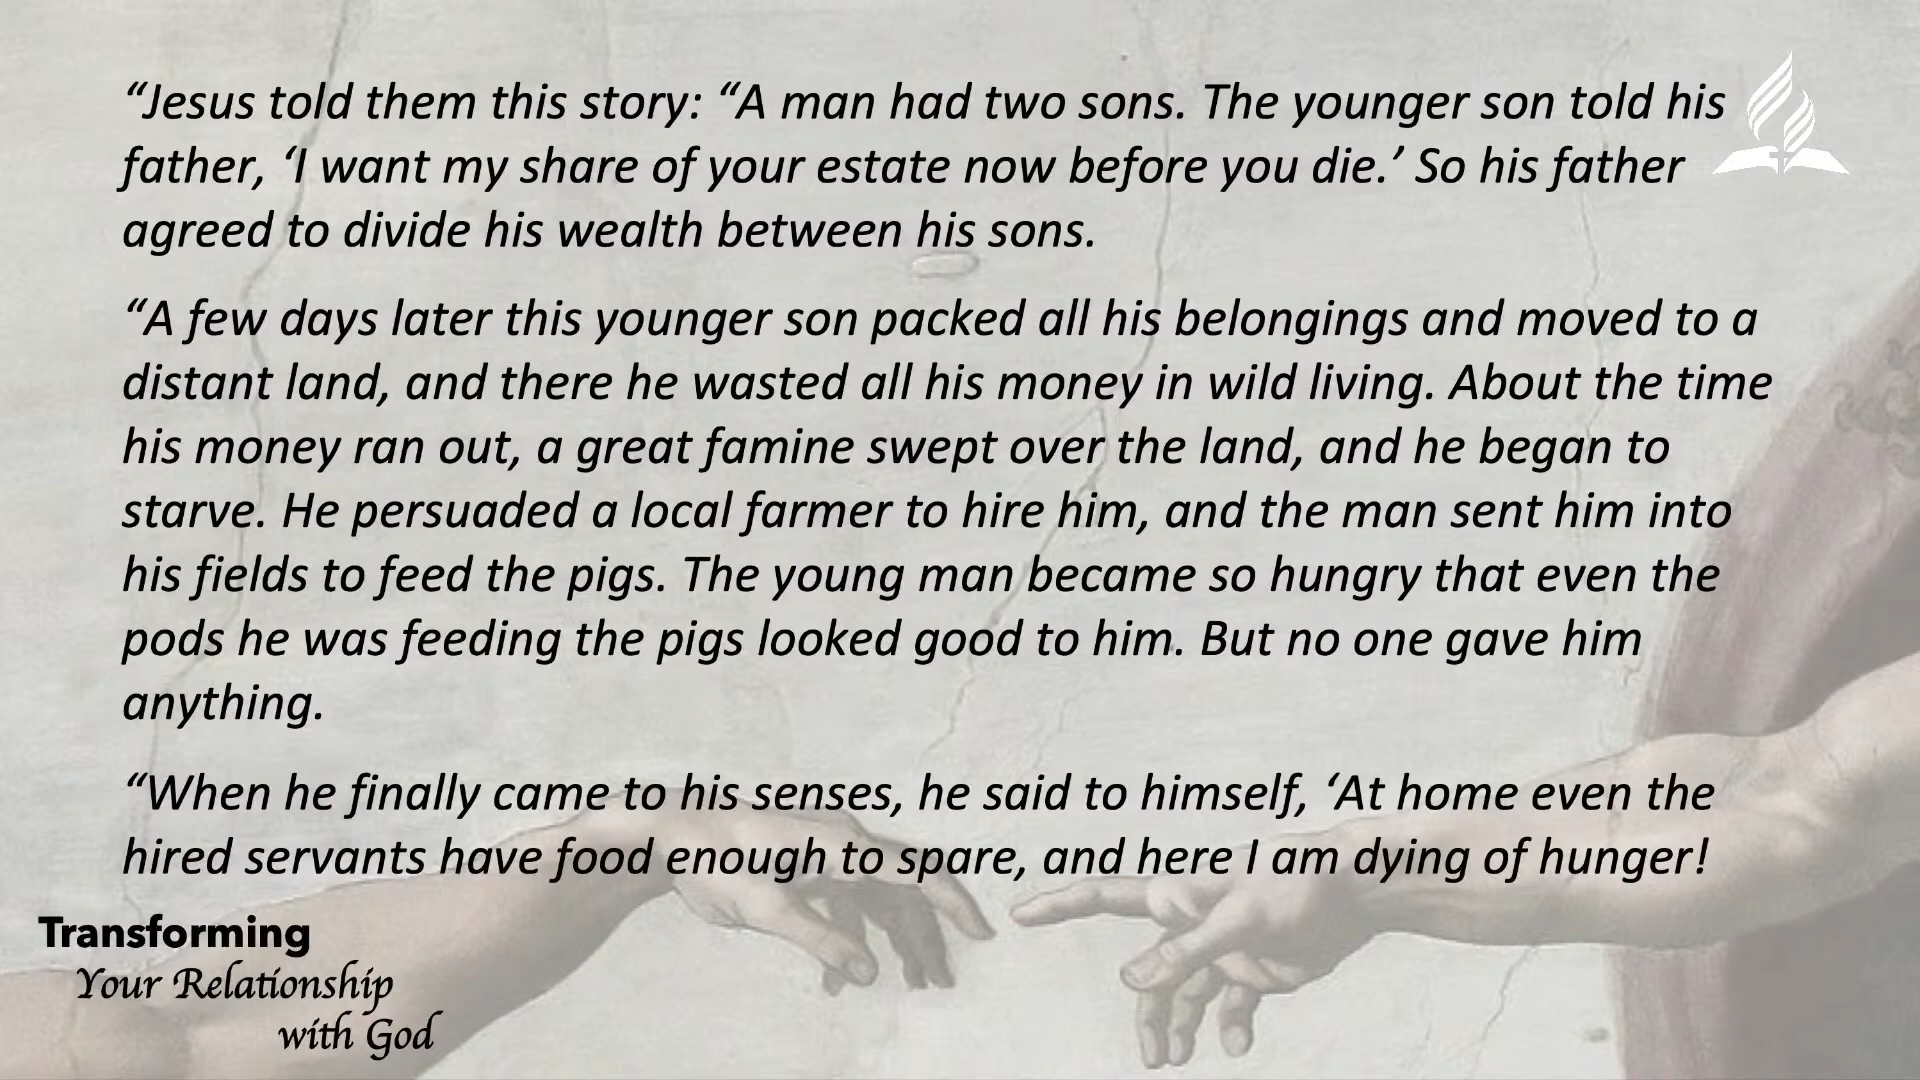 “Jesus told them this story: “A man had two sons. The younger son told his
father, ‘I want my share of your estate now before you die.’ So his father
agreed to divide his wealth between his sons.
“A few days later this younger son packed all his belongings and moved to a
distant land, and there he wasted all his money in wild living. About the time
his money ran out, a great famine swept over the land, and he began to
starve. He persuaded a local farmer to hire him, and the man sent him into
his fields to feed the pigs. The young man became so hungry that even the
pods he was feeding the pigs looked good to him. But no one gave him
anything.
“When he finally came to his senses, he said to himself, ‘At home even the
hired servants have food enough to spare, and here I am dying of hunger!
Transforming
Your Relationship
with God